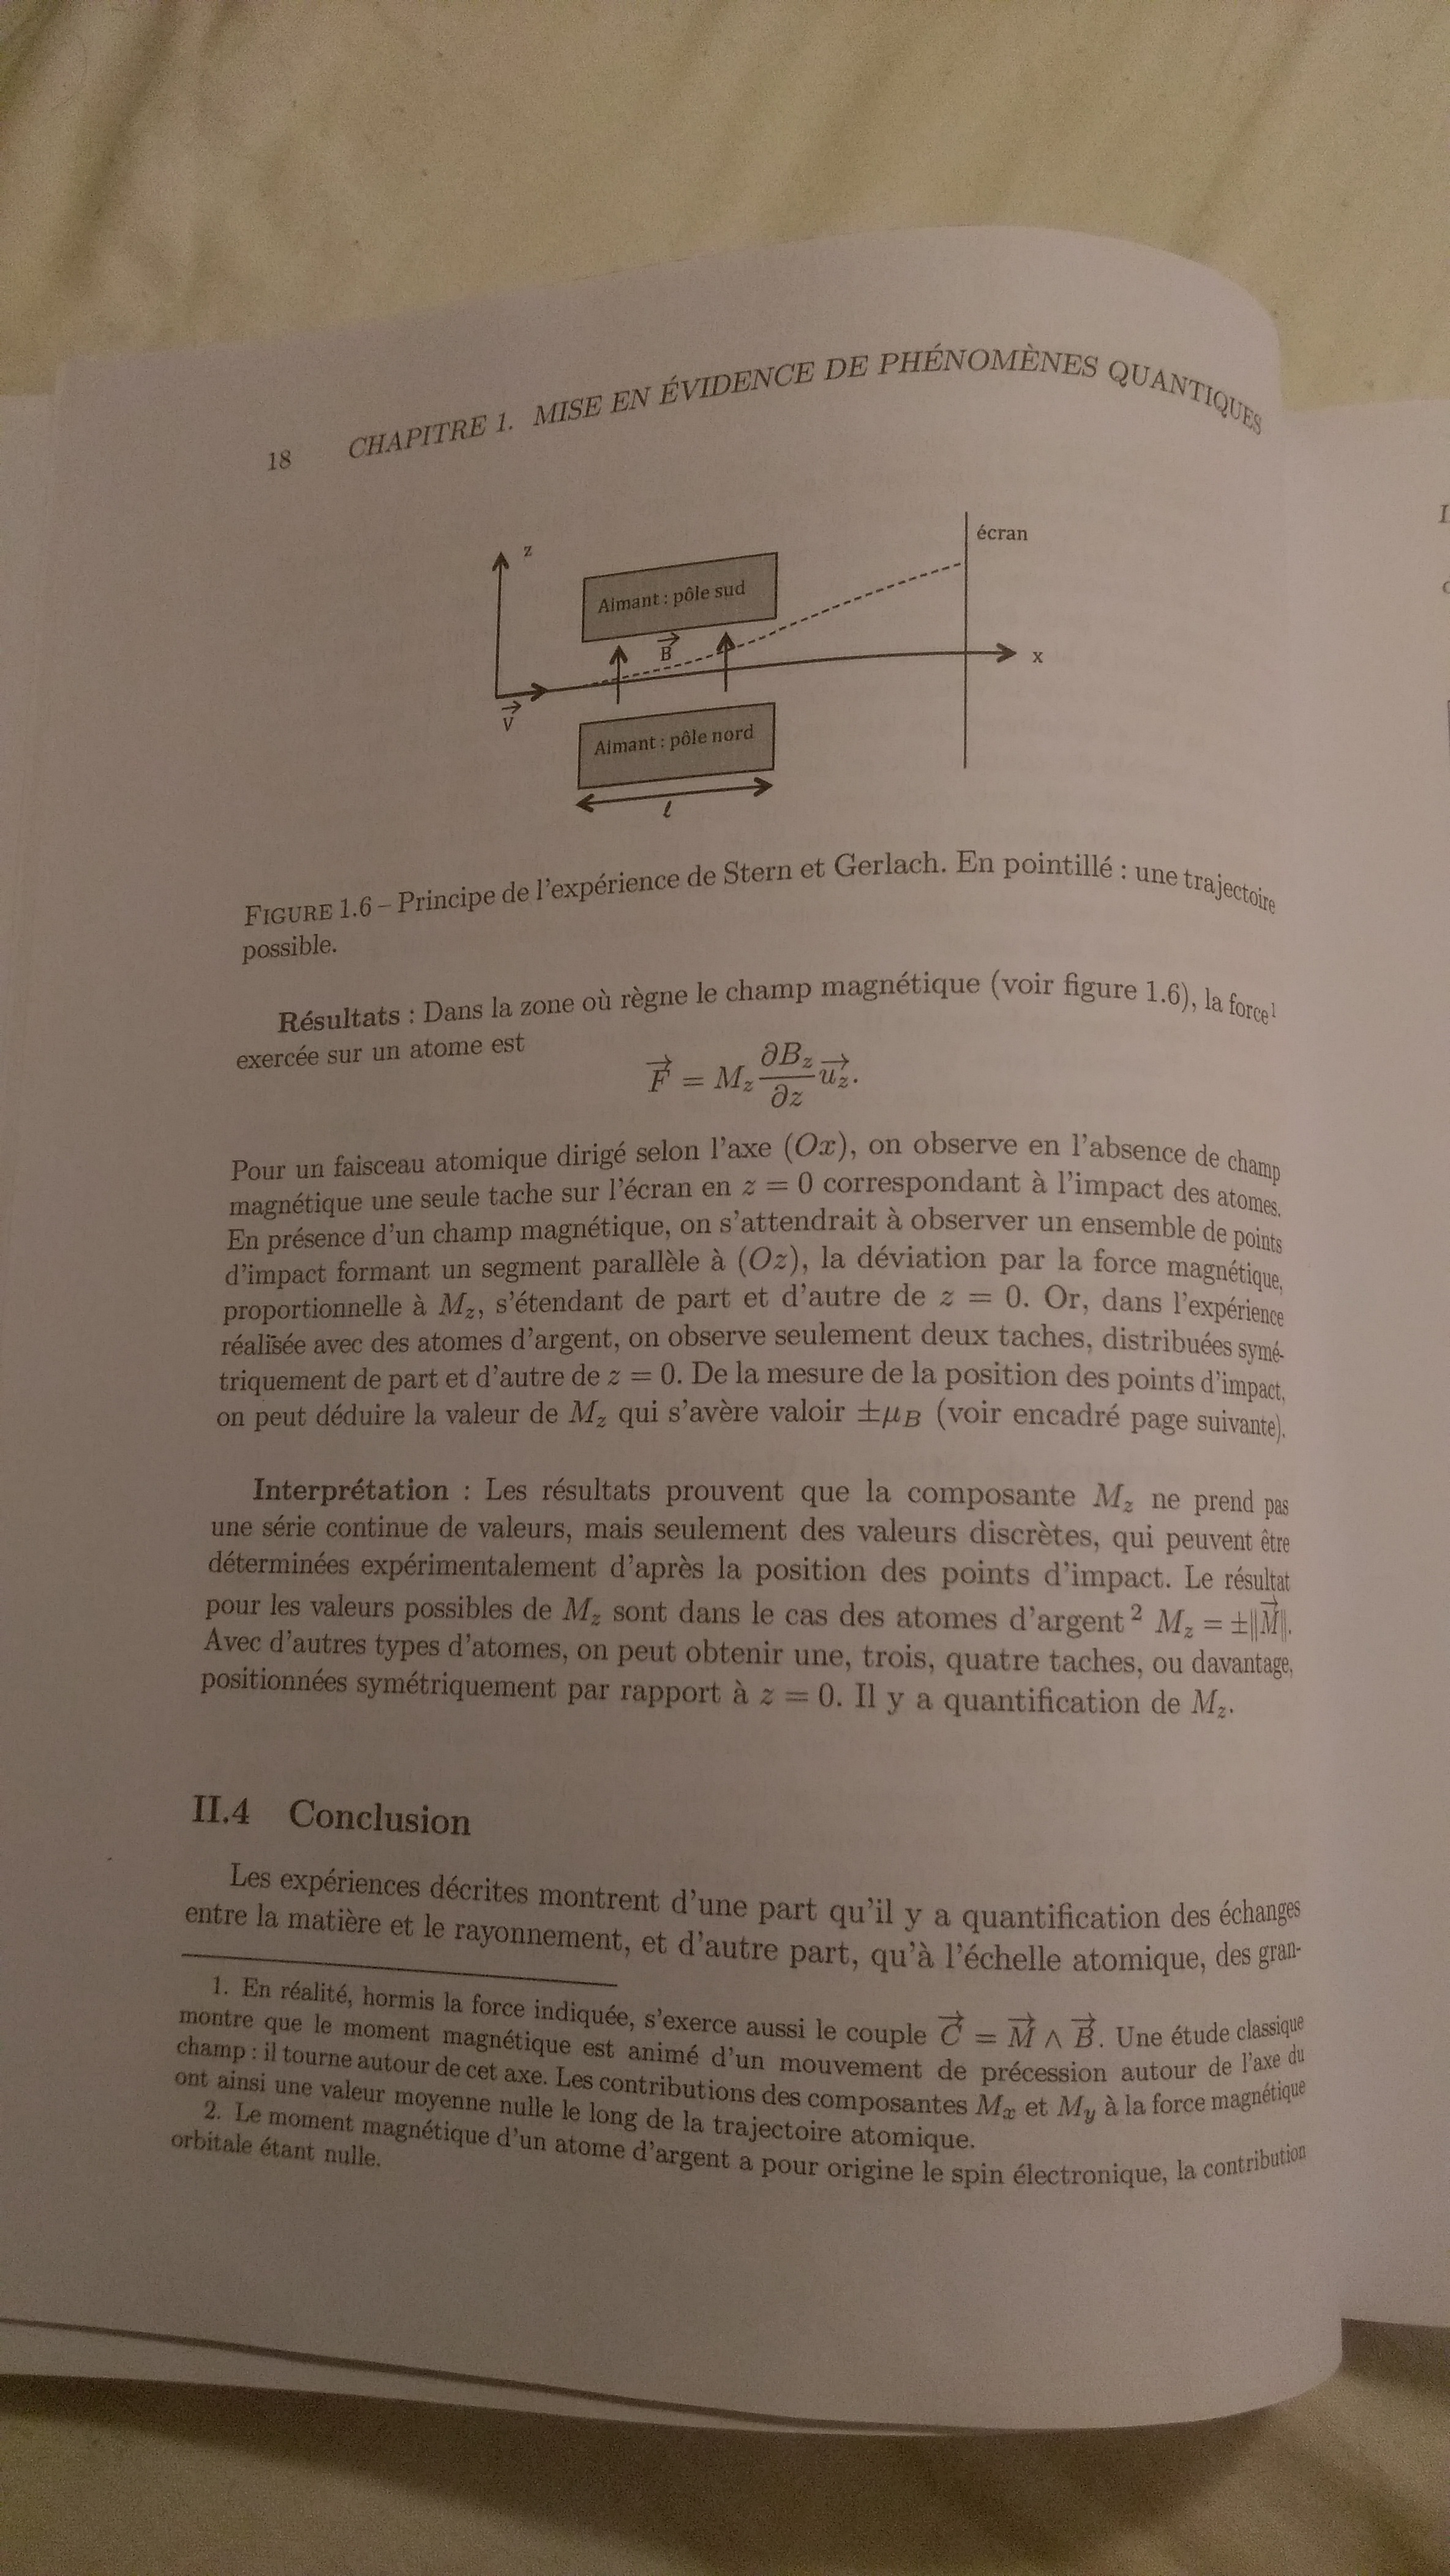 18 CHAPITRE 1. MISE EN ÉVIDENCE DE PHÉNOMÈNES QUANTIQUES
z
écran
Aimant : pôle sud
B
x
V
Aimant : pôle nord
ℓ
FIGURE 1.6 – Principe de l'expérience de Stern et Gerlach. En pointillé : une trajectoire
possible.
Résultats : Dans la zone où règne le champ magnétique (voir figure 1.6), la force¹
exercée sur un atome est
$\overrightarrow{F} = M_z \frac{\partial B_z}{\partial z} \overrightarrow{u_z}.$
Pour un faisceau atomique dirigé selon l'axe (Ox), on observe en l'absence de champ
magnétique une seule tache sur l'écran en z = 0 correspondant à l'impact des atomes.
En présence d'un champ magnétique, on s'attendrait à observer un ensemble de points
d'impact formant un segment parallèle à (Oz), la déviation par la force magnétique,
proportionnelle à $M_z$, s'étendant de part et d'autre de z = 0. Or, dans l'expérience
réalisée avec des atomes d'argent, on observe seulement deux taches, distribuées symé-
triquement de part et d'autre de z = 0. De la mesure de la position des points d'impact,
on peut déduire la valeur de $M_z$ qui s'avère valoir $\pm\mu_B$ (voir encadré page suivante).
Interprétation : Les résultats prouvent que la composante $M_z$ ne prend pas
une série continue de valeurs, mais seulement des valeurs discrètes, qui peuvent être
déterminées expérimentalement d'après la position des points d'impact. Le résultat
pour les valeurs possibles de $M_z$ sont dans le cas des atomes d'argent ² $M_z = \pm\|\overrightarrow{M}\|$.
Avec d'autres types d'atomes, on peut obtenir une, trois, quatre taches, ou davantage,
positionnées symétriquement par rapport à z = 0. Il y a quantification de $M_z$.
II.4 Conclusion
Les expériences décrites montrent d'une part qu'il y a quantification des échanges
entre la matière et le rayonnement, et d'autre part, qu'à l'échelle atomique, des gran-
1. En réalité, hormis la force indiquée, s'exerce aussi le couple $\overrightarrow{C} = \overrightarrow{M} \wedge \overrightarrow{B}$. Une étude classique
montre que le moment magnétique est animé d'un mouvement de précession autour de l'axe du
champ : il tourne autour de cet axe. Les contributions des composantes $M_x$ et $M_y$ à la force magnétique
ont ainsi une valeur moyenne nulle le long de la trajectoire atomique.
2. Le moment magnétique d'un atome d'argent a pour origine le spin électronique, la contribution
orbitale étant nulle.